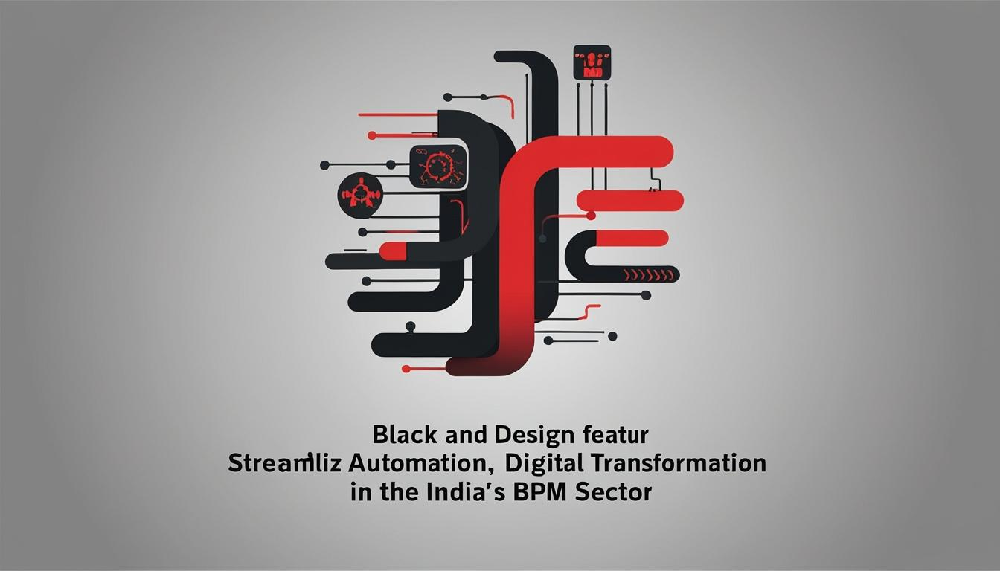 Black and Design featur
Streamliz Automation, Digital Transformation
in the India's BPM Sector